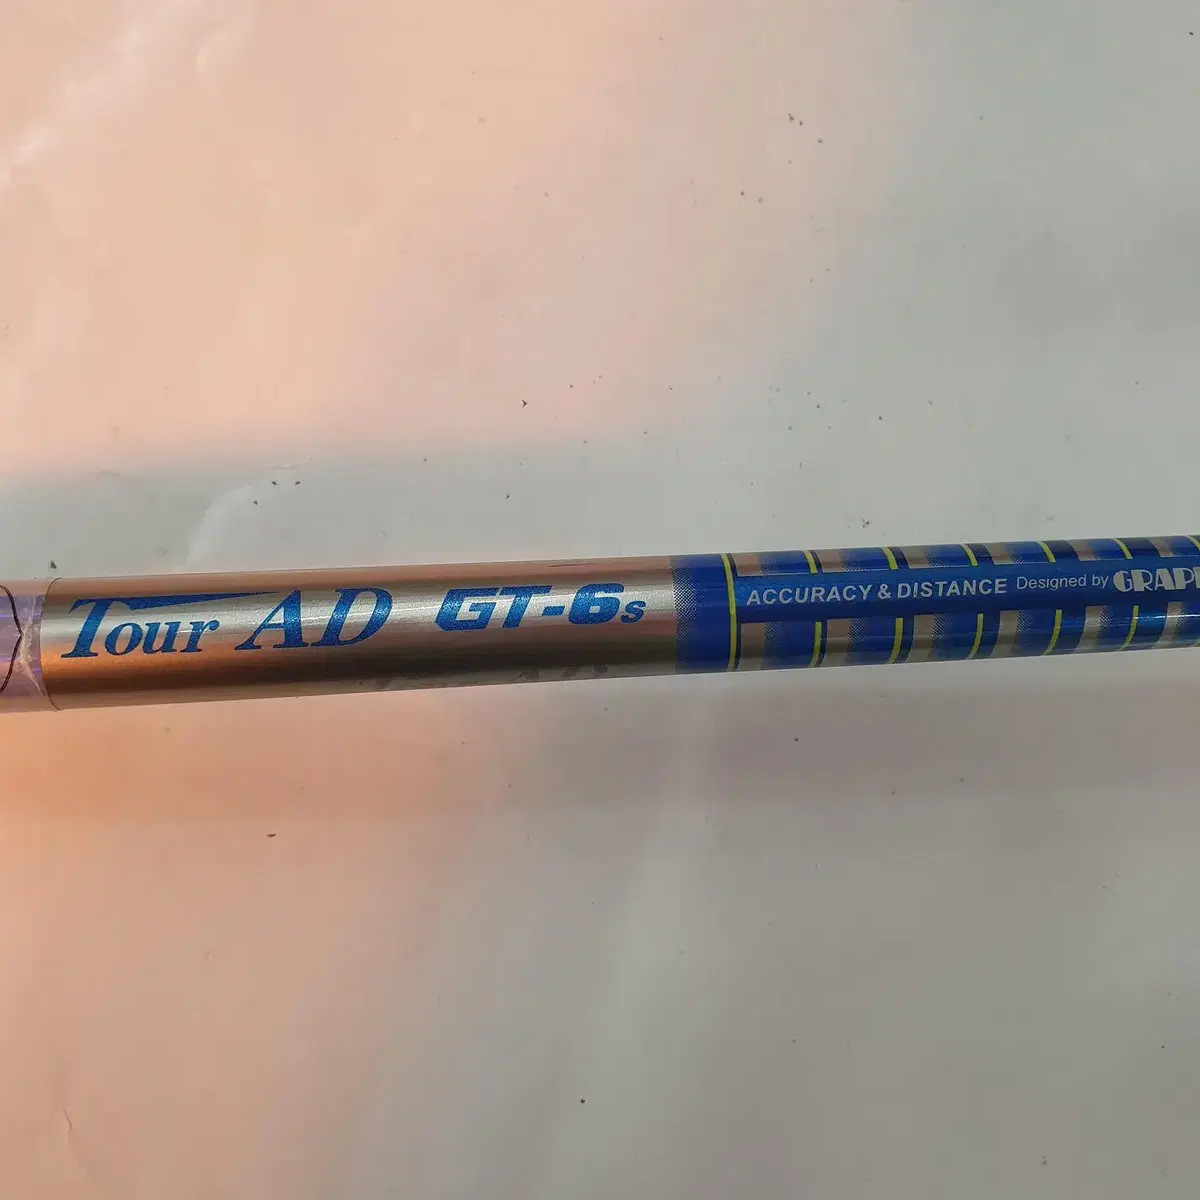 Tour AD GT-6s
ACCURACY & DISTANCE Designed by